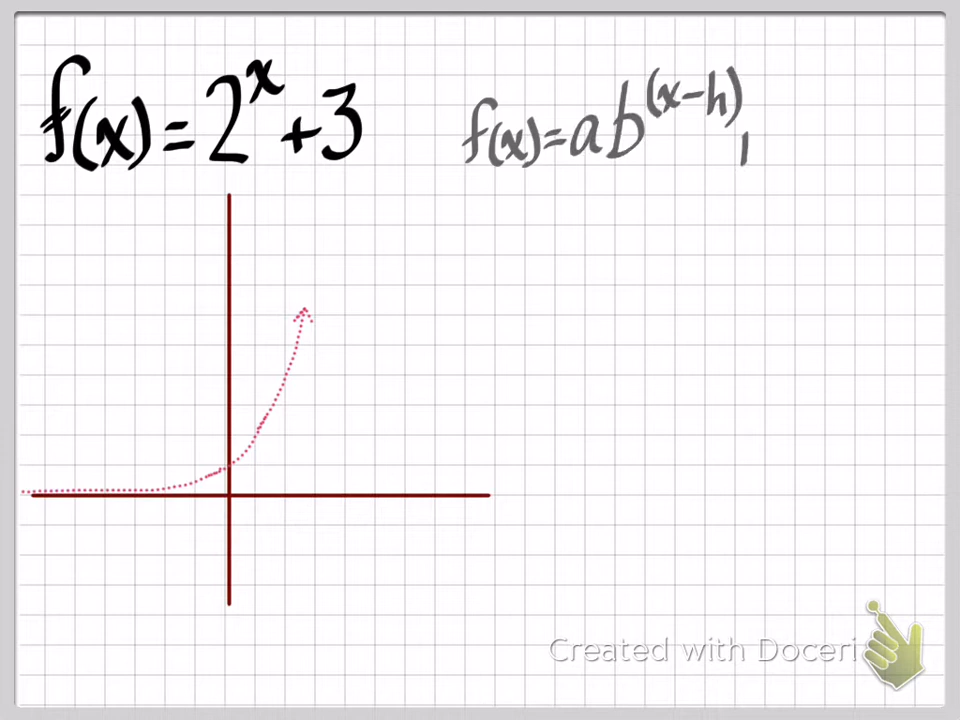 f(x)=2^x+3
f(x)=ab^(x-h)
Created with Doceri